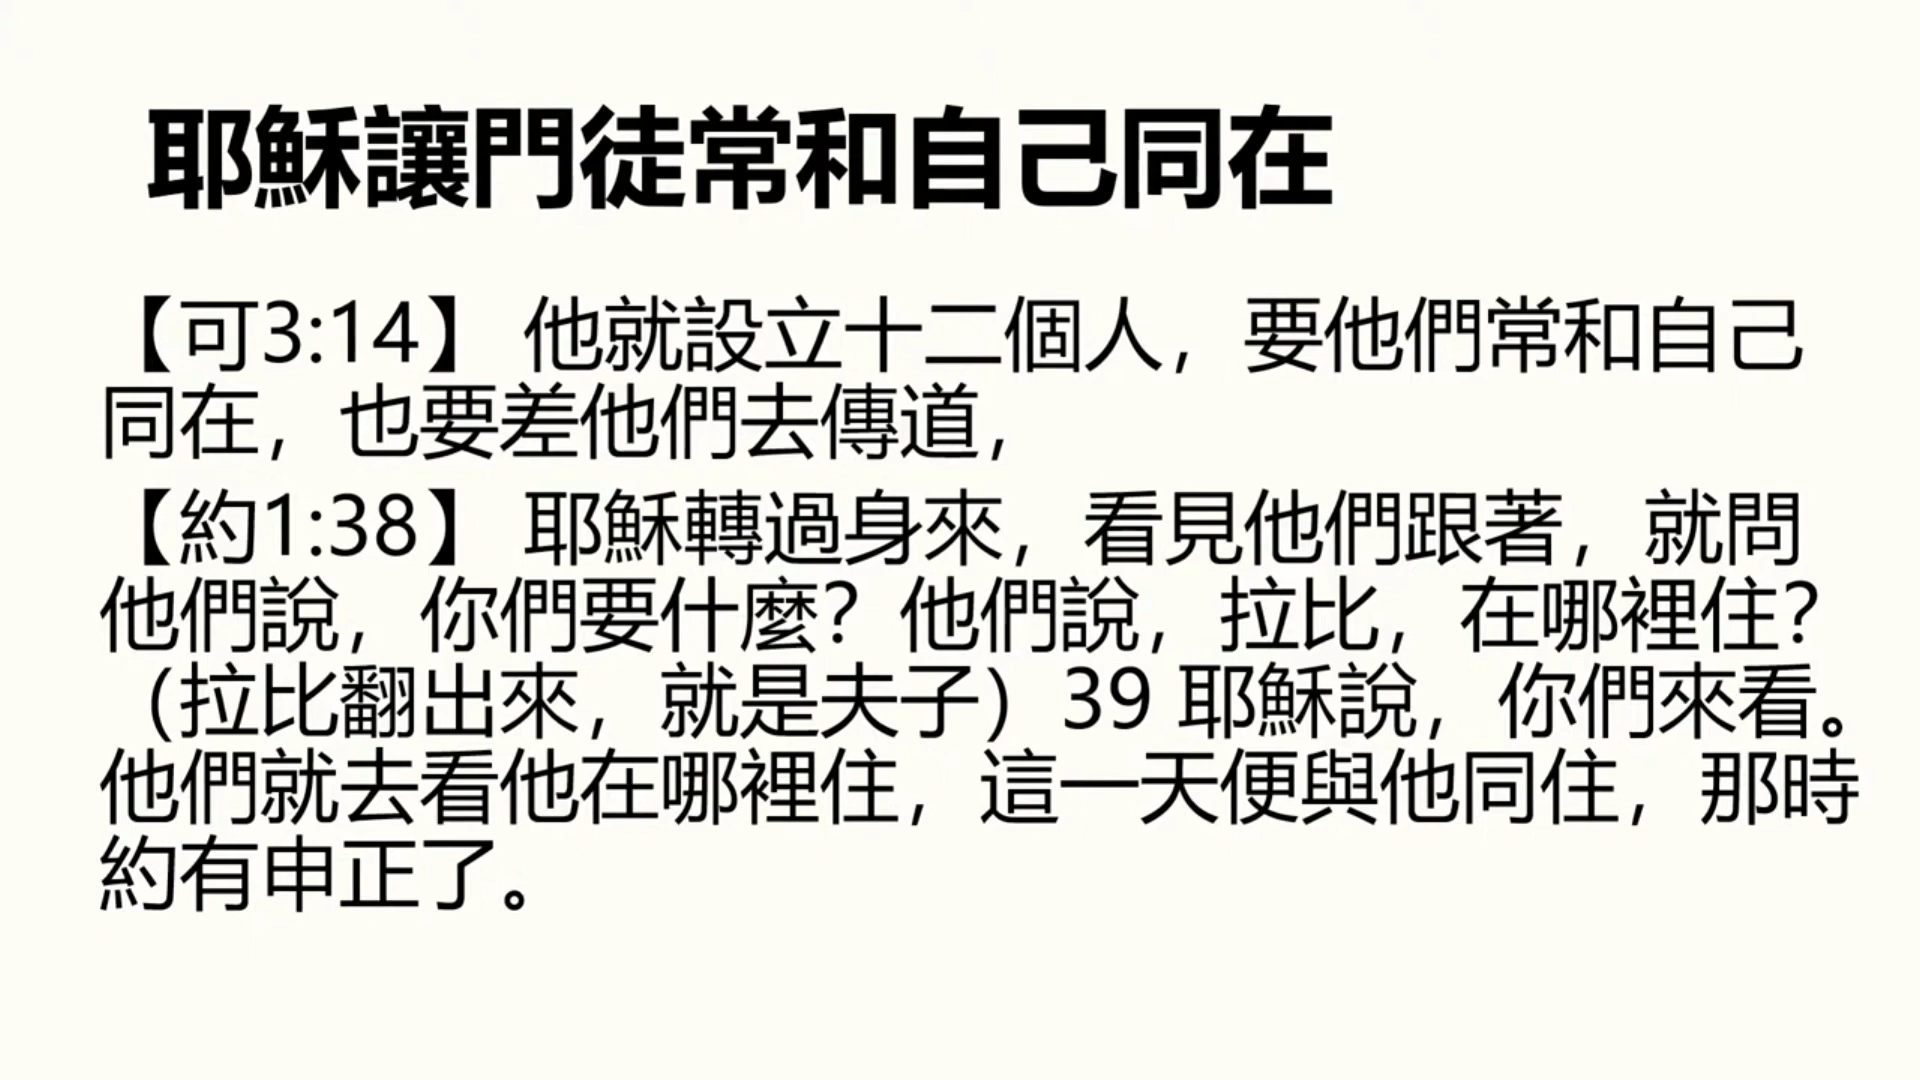 耶穌讓門徒常和自己同在
【可3:14】 他就設立十二個人，要他們常和自己
同在，也要差他們去傳道，
【約1:38】 耶穌轉過身來，看見他們跟著，就問
他們說，你們要什麼？他們說，拉比，在哪裡住？
（拉比翻出來，就是夫子）39 耶穌說，你們來看。
他們就去看他在哪裡住，這一天便與他同住，那時
約有申正了。